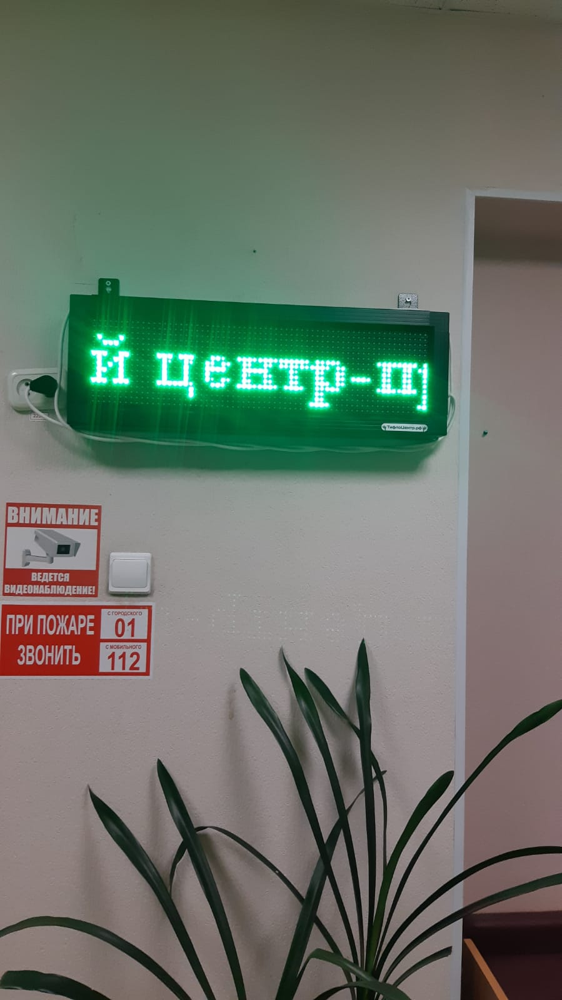 й центр-п
ТифлоЦентр.рф
ВНИМАНИЕ
ВЕДЕТСЯ
ВИДЕОНАБЛЮДЕНИЕ!
ПРИ ПОЖАРЕ
ЗВОНИТЬ
С ГОРОДСКОГО
01
С МОБИЛЬНОГО
112